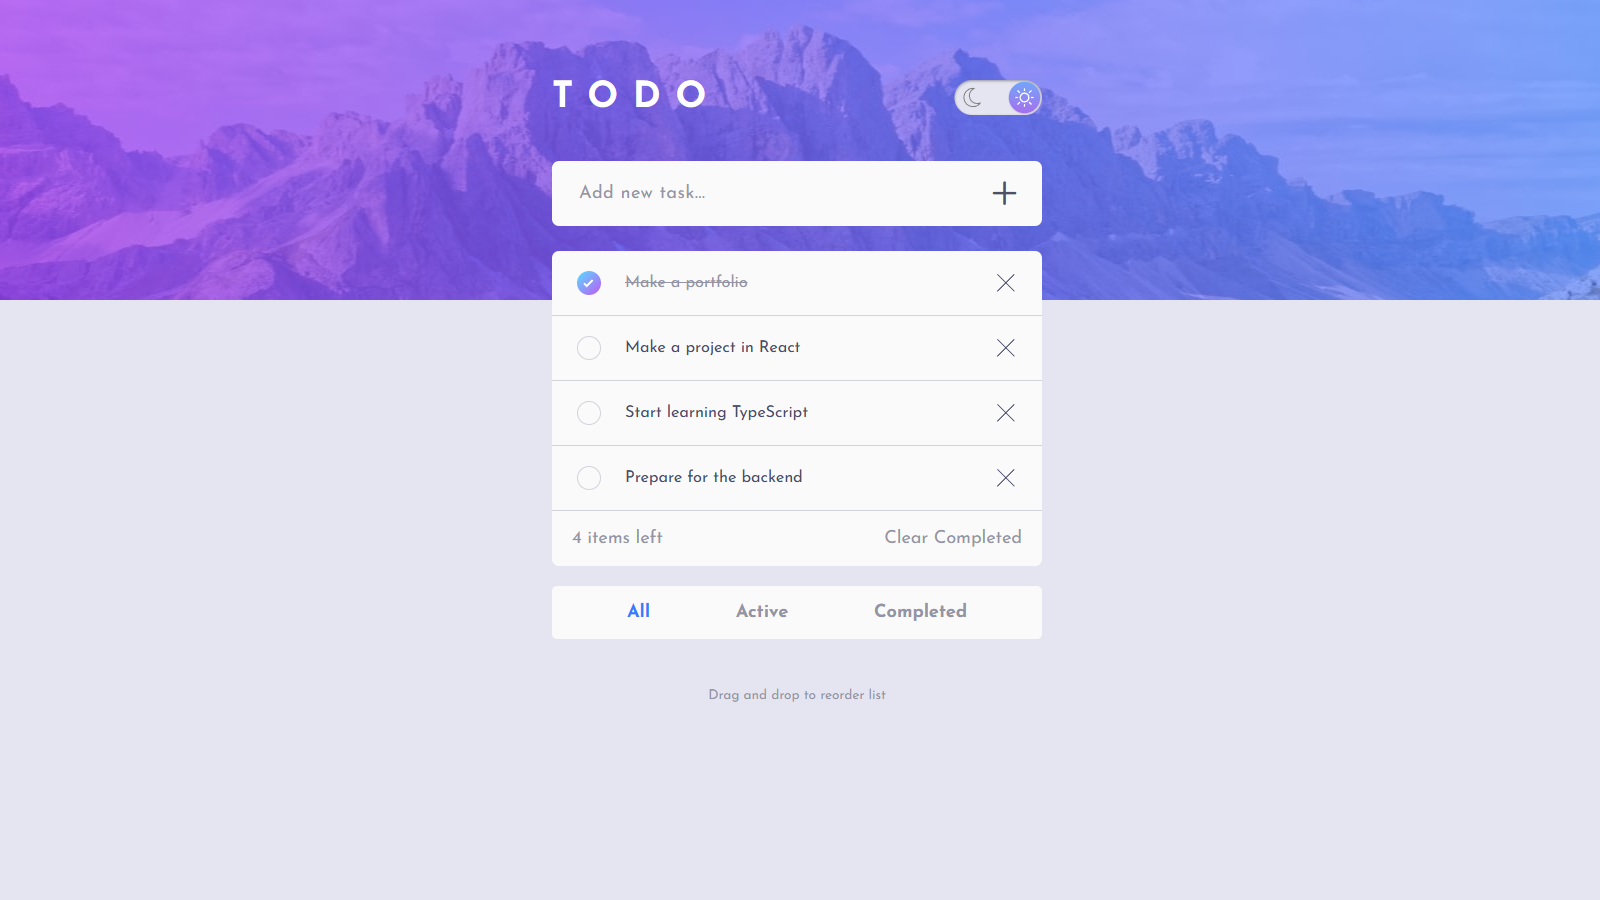 TODO
Add new task...
Make a portfolio
Make a project in React
Start learning TypeScript
Prepare for the backend
4 items left Clear Completed
All Active Completed
Drag and drop to reorder list